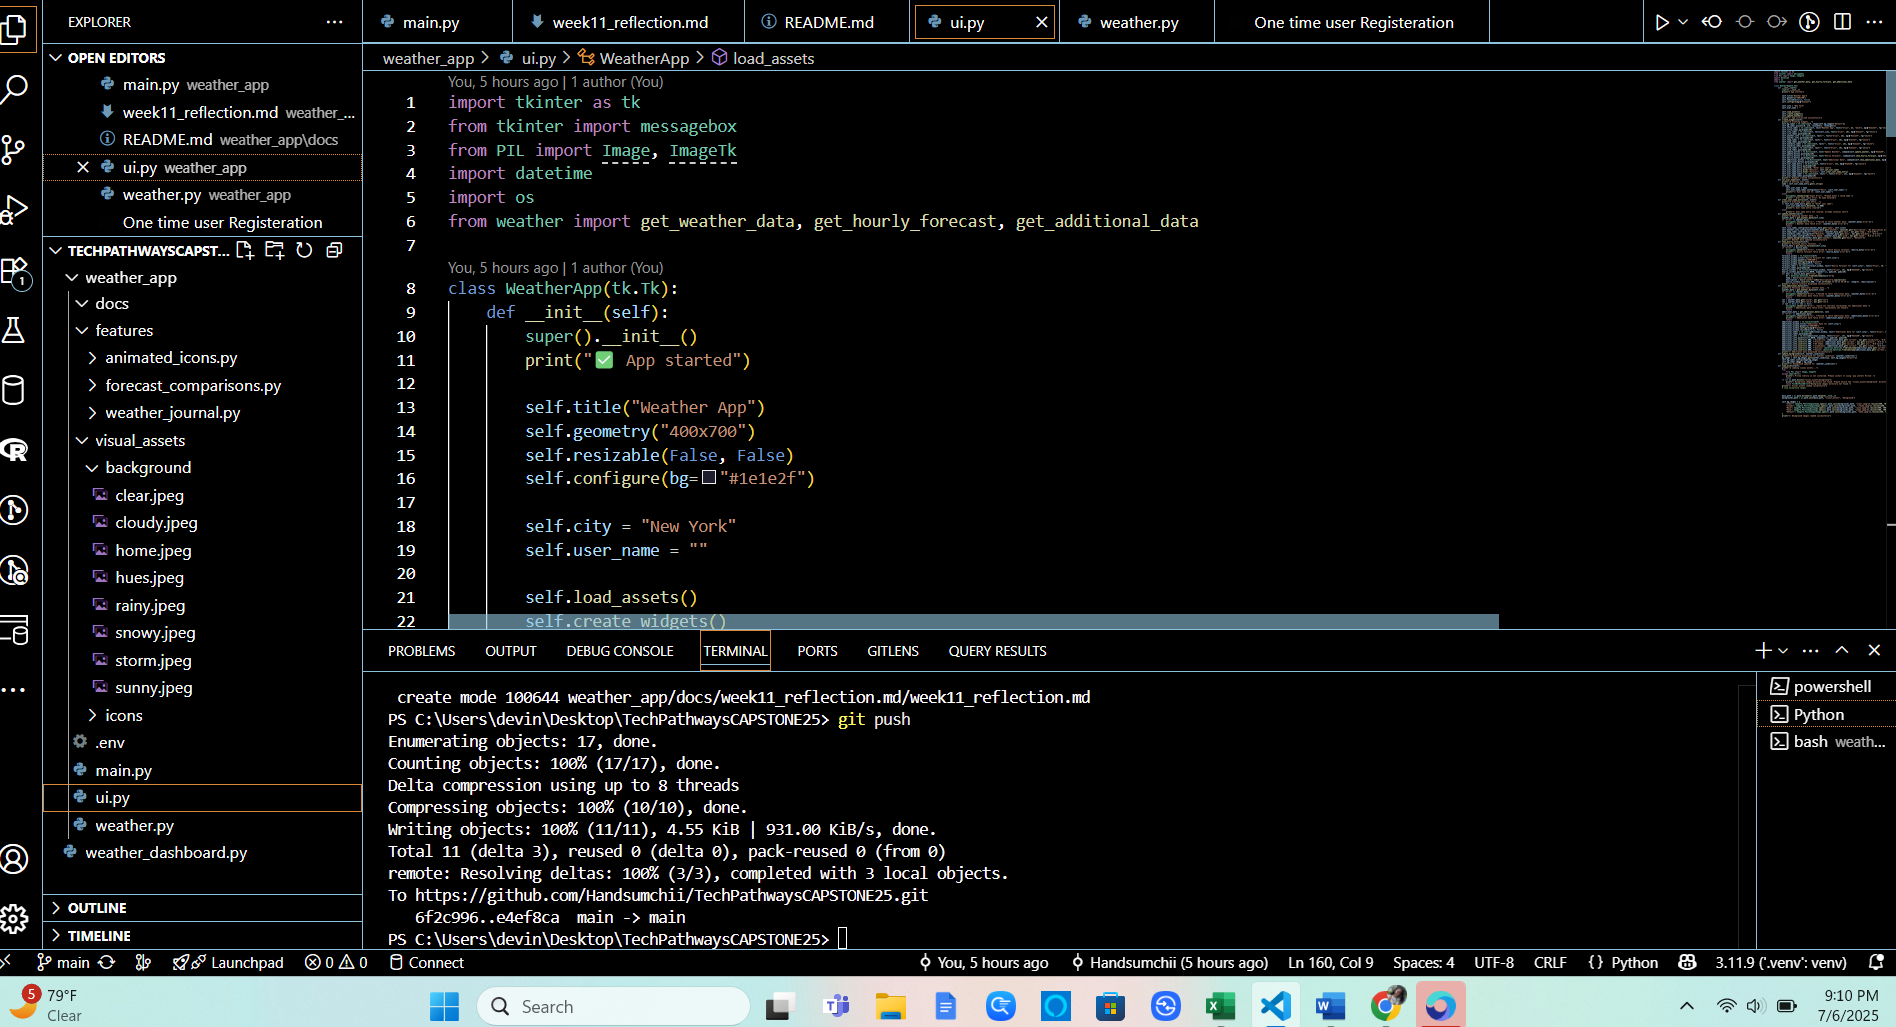 EXPLORER
OPEN EDITORS
main.py weather_app
week11_reflection.md weather_...
README.md weather_app\docs
ui.py weather_app
weather.py weather_app
One time user Registeration
TECHPATHWAYSCAPST...
weather_app
docs
features
animated_icons.py
forecast_comparisons.py
weather_journal.py
visual_assets
background
clear.jpeg
cloudy.jpeg
home.jpeg
hues.jpeg
rainy.jpeg
snowy.jpeg
storm.jpeg
sunny.jpeg
icons
.env
main.py
ui.py
weather.py
weather_dashboard.py
OUTLINE
TIMELINE
1
main.py week11_reflection.md README.md ui.py weather.py One time user Registeration
weather_app > ui.py > WeatherApp > load_assets
You, 5 hours ago | 1 author (You)
1 import tkinter as tk
2 from tkinter import messagebox
3 from PIL import Image, ImageTk
4 import datetime
5 import os
6 from weather import get_weather_data, get_hourly_forecast, get_additional_data
7
You, 5 hours ago | 1 author (You)
8 class WeatherApp(tk.Tk):
9 def __init__(self):
10 super().__init__()
11 print("✅ App started")
12
13 self.title("Weather App")
14 self.geometry("400x700")
15 self.resizable(False, False)
16 self.configure(bg="#1e1e2f")
17
18 self.city = "New York"
19 self.user_name = ""
20
21 self.load_assets()
22 self.create_widgets()
PROBLEMS OUTPUT DEBUG CONSOLE TERMINAL PORTS GITLENS QUERY RESULTS
create mode 100644 weather_app/docs/week11_reflection.md/week11_reflection.md
PS C:\Users\devin\Desktop\TechPathwaysCAPSTONE25> git push
Enumerating objects: 17, done.
Counting objects: 100% (17/17), done.
Delta compression using up to 8 threads
Compressing objects: 100% (10/10), done.
Writing objects: 100% (11/11), 4.55 KiB | 931.00 KiB/s, done.
Total 11 (delta 3), reused 0 (delta 0), pack-reused 0 (from 0)
remote: Resolving deltas: 100% (3/3), completed with 3 local objects.
To https://github.com/Handsumchii/TechPathwaysCAPSTONE25.git
6f2c996..e4ef8ca main -> main
PS C:\Users\devin\Desktop\TechPathwaysCAPSTONE25>
powershell
Python
bash weath...
main Launchpad 0 0 Connect You, 5 hours ago Handsumchii (5 hours ago) Ln 160, Col 9 Spaces: 4 UTF-8 CRLF {} Python 3.11.9 ('.venv': venv)
5
79°F
Clear
Search
9:10 PM
7/6/2025